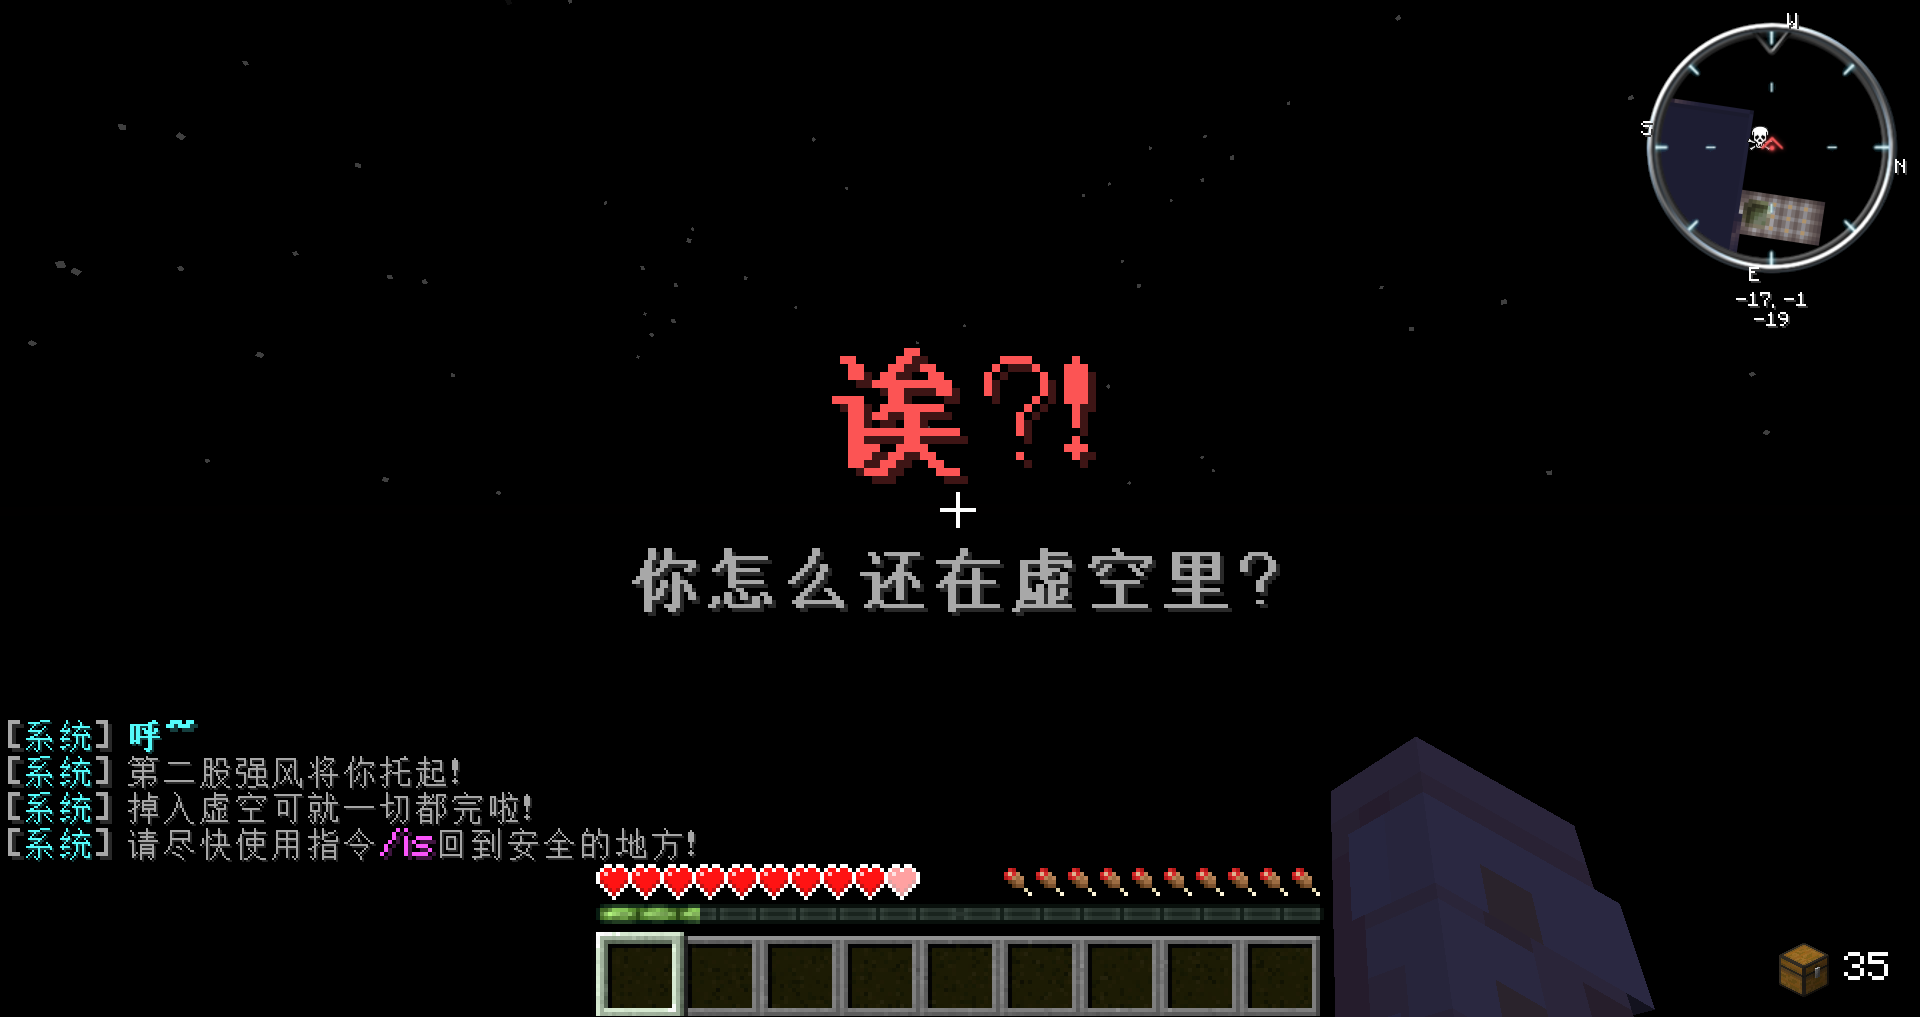 W
S
N
E
-17, -1
-19
诶?!
你怎么还在虚空里?
[系统] 呼~~
[系统] 第二股强风将你托起!
[系统] 掉入虚空可就一切都完啦!
[系统] 请尽快使用指令/is回到安全的地方!
35